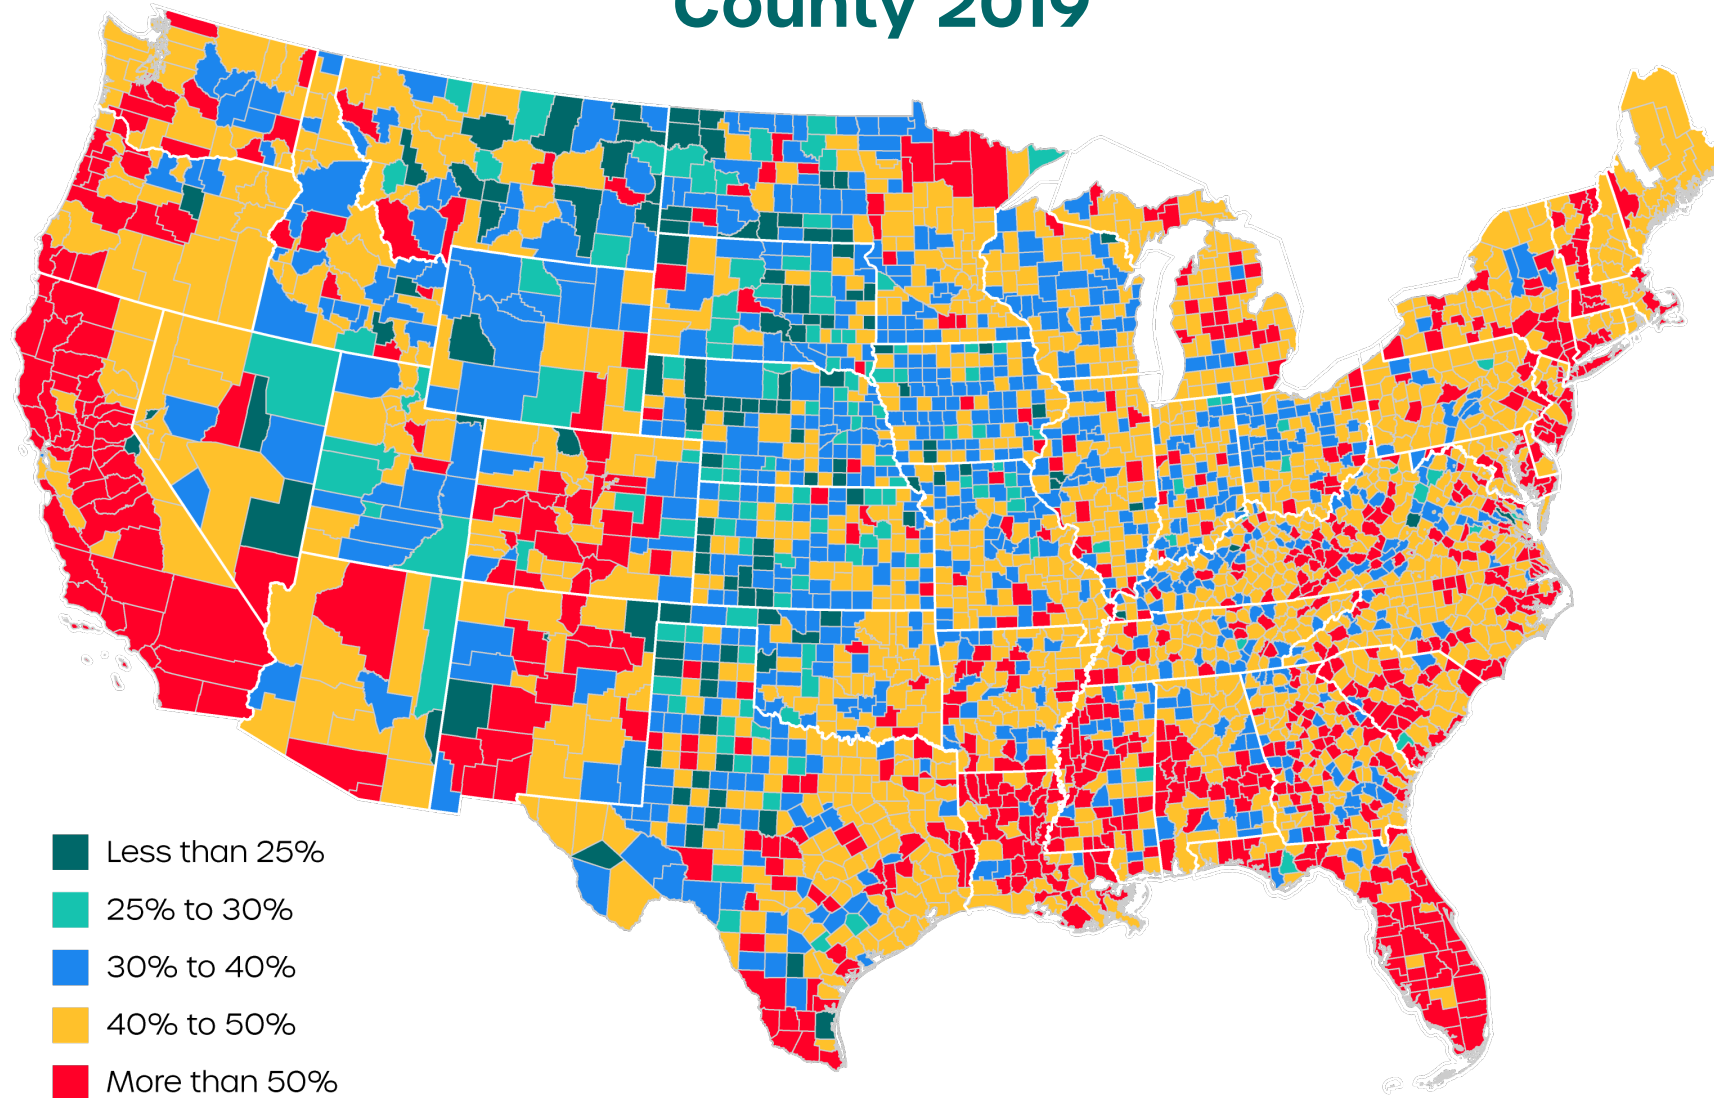 County 2019
Less than 25%
25% to 30%
30% to 40%
40% to 50%
More than 50%